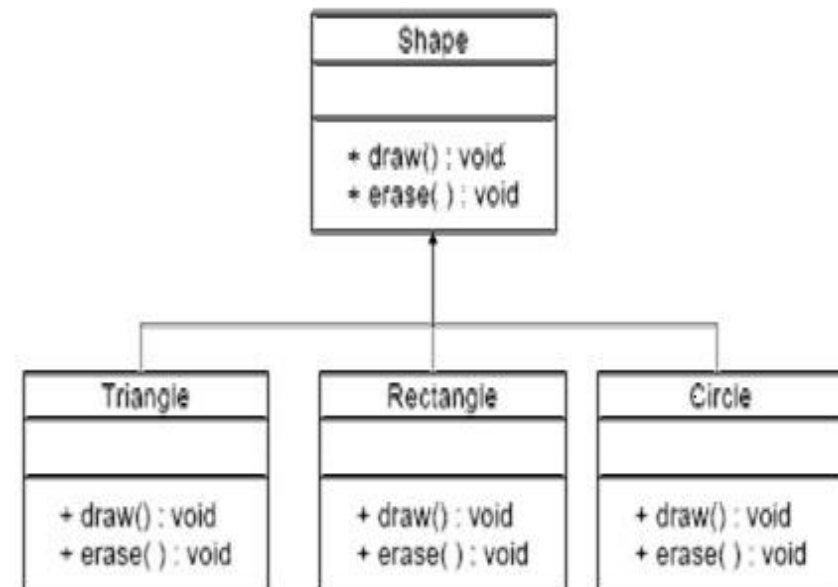 Shape
* draw() : void
* erase( ) : void
Triangle
+ draw() : void
+ erase( ) : void
Rectangle
+ draw() : void
+ erase( ) : void
Circle
+ draw() : void
+ erase( ) : void